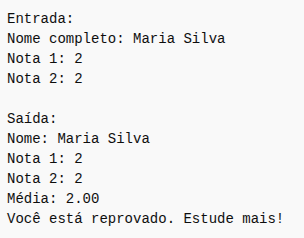 Entrada:
Nome completo: Maria Silva
Nota 1: 2
Nota 2: 2
Saída:
Nome: Maria Silva
Nota 1: 2
Nota 2: 2
Média: 2.00
Você está reprovado. Estude mais!